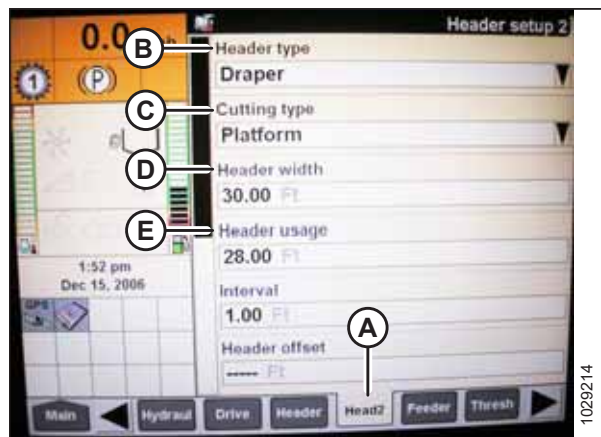 0.0
Header setup 2
B
Header type
Draper
1
P
C
Cutting type
Platform
D
Header width
30.00 Ft
E
Header usage
28.00 Ft
1:52 pm
Dec 15, 2006
GPS
Interval
1.00 Ft
A
Header offset
----- Ft
Main
Hydraul
Drive
Header
Head2
Feeder
Thresh
1029214